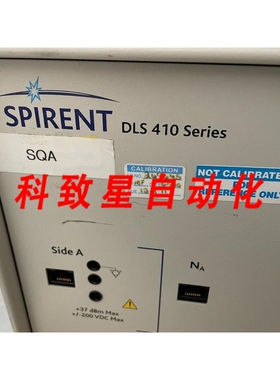 SPIRENT DLS 410 Series
SQA
CALIBRATION
NOT CALIBRATED
REFERENCE ONLY
科致星自动化
Side A
NA
+37 dBm Max
+/-200 VDC Max